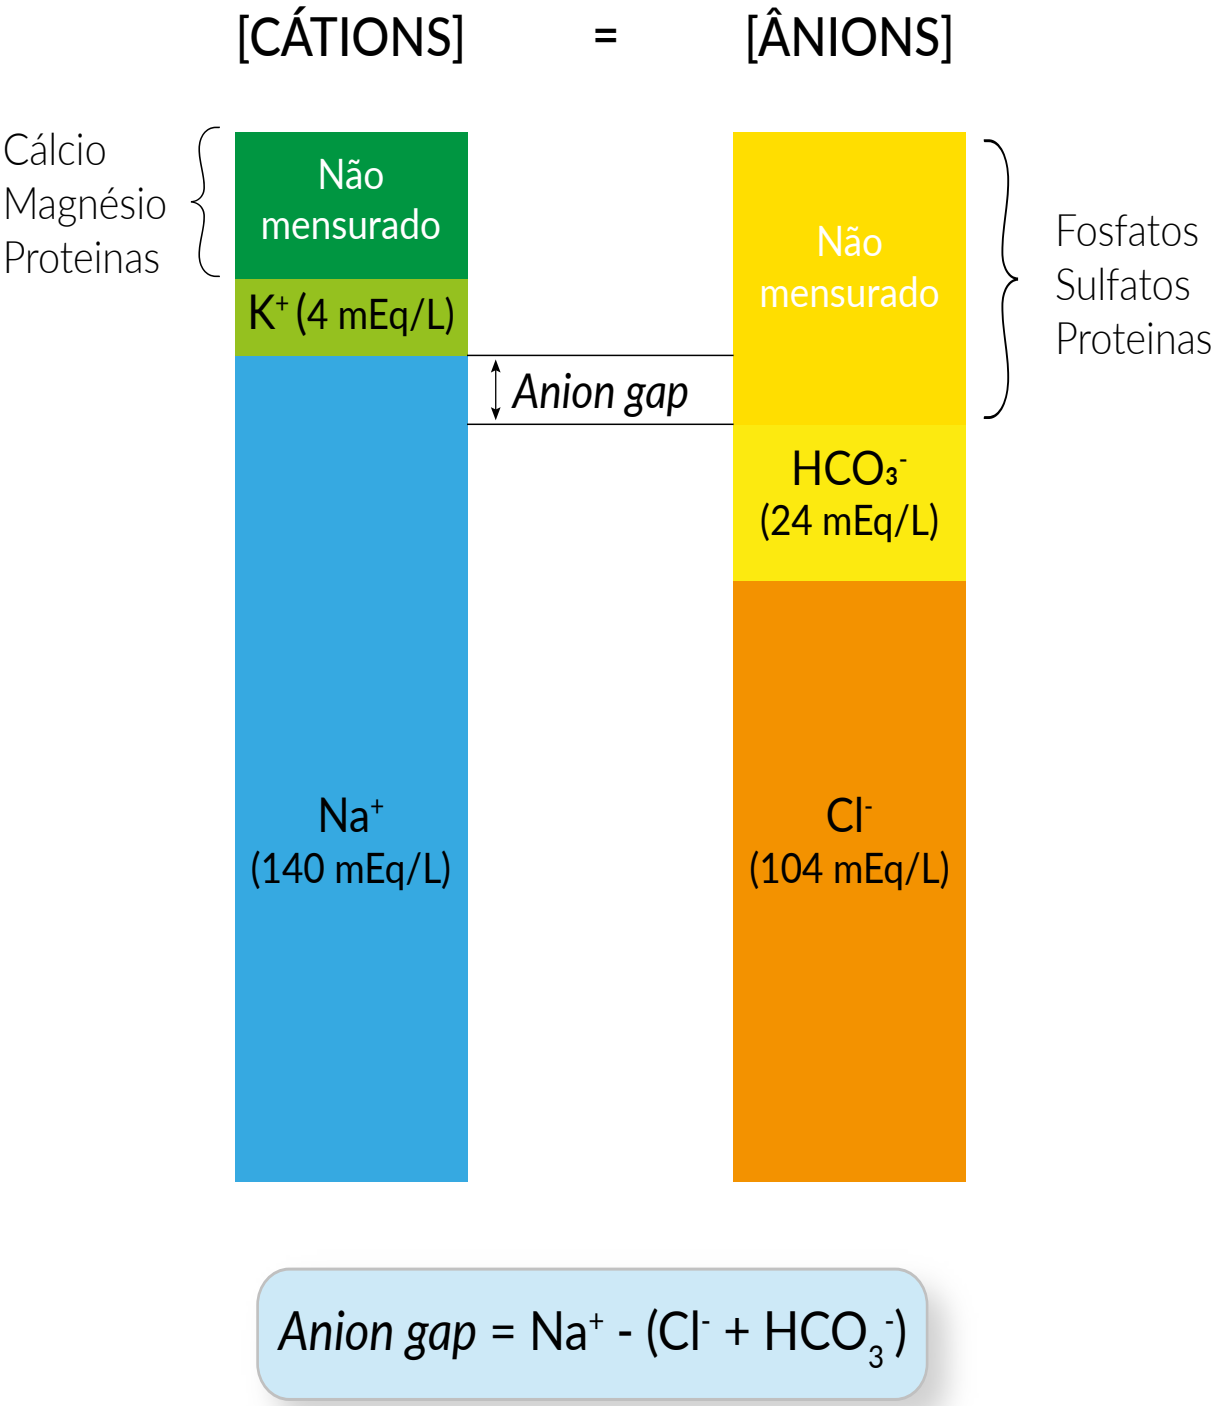 [CÁTIONS] = [ÂNIONS]
Cálcio
Magnésio
Proteinas
Não
mensurado
K⁺ (4 mEq/L)
Na⁺
(140 mEq/L)
Anion gap
Não
mensurado
HCO₃⁻
(24 mEq/L)
Cl⁻
(104 mEq/L)
Fosfatos
Sulfatos
Proteinas
Anion gap = Na⁺ - (Cl⁻ + HCO₃⁻)